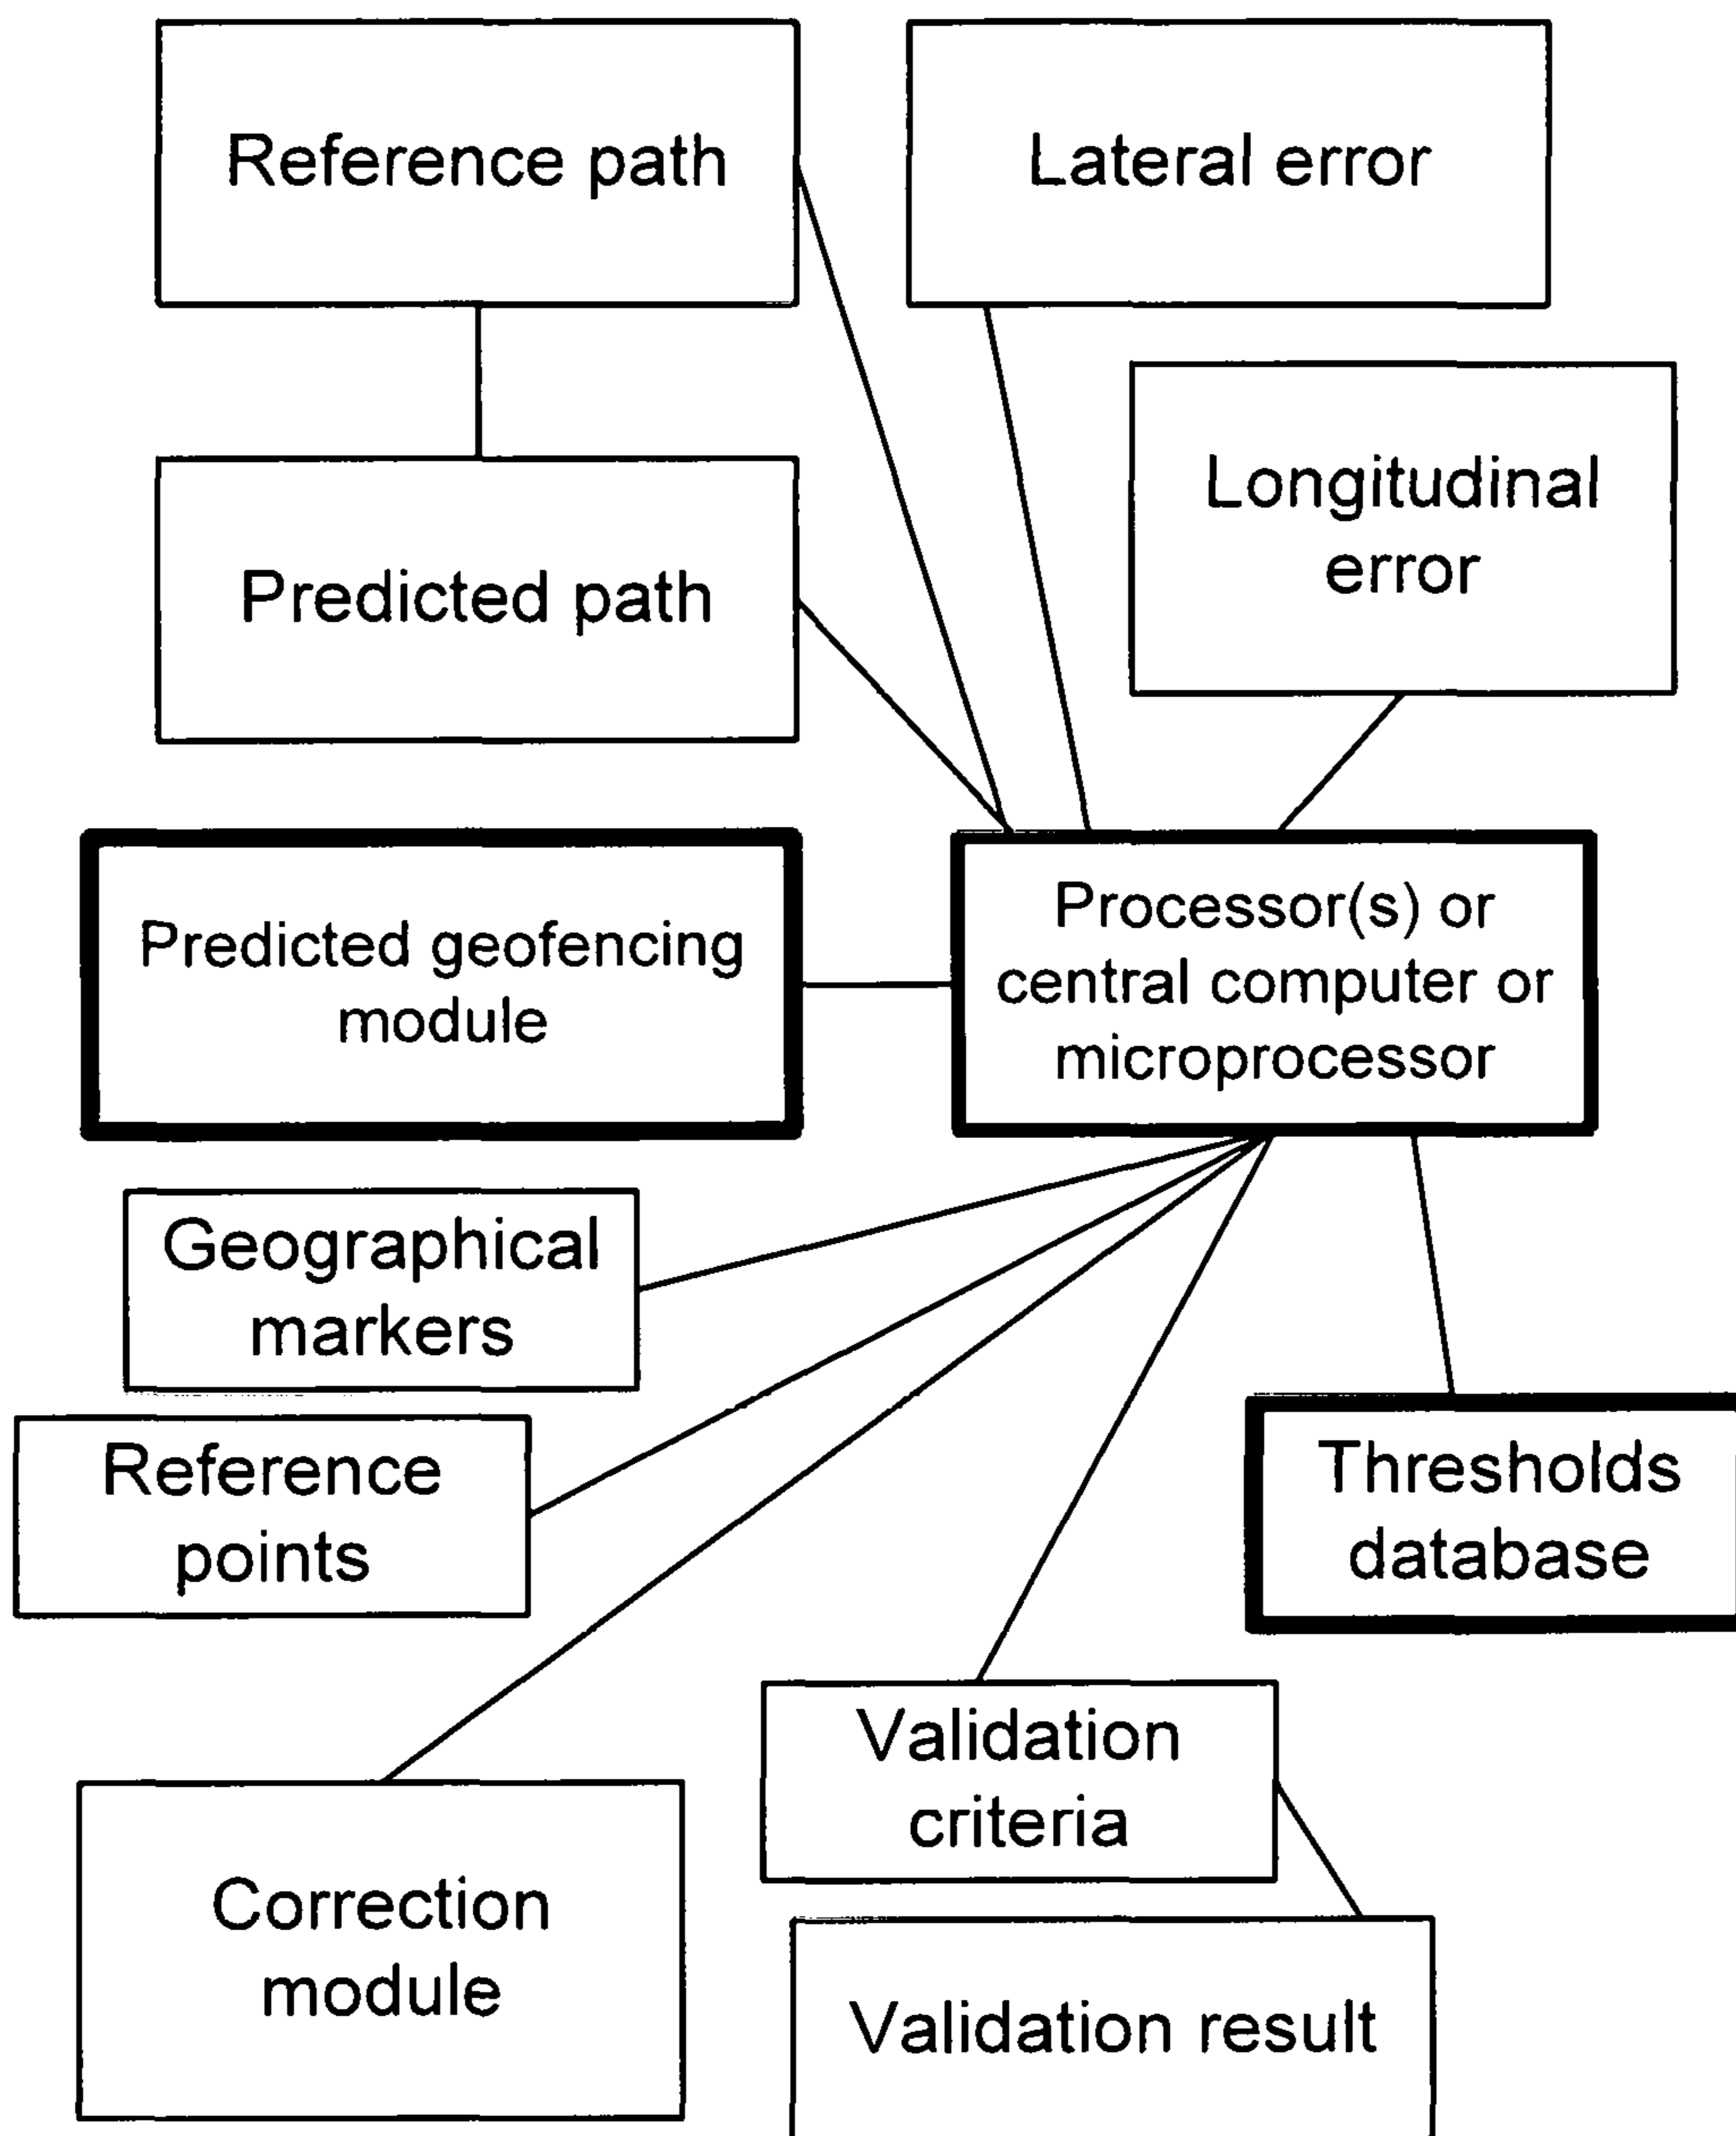 Reference path
Lateral error
Longitudinal
error
Predicted path
Predicted geofencing
module
Processor(s) or
central computer or
microprocessor
Geographical
markers
Reference
points
Thresholds
database
Validation
criteria
Correction
module
Validation result